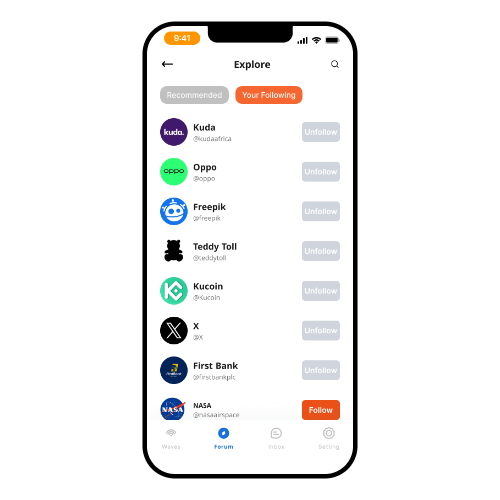 9:41
Explore
Recommended
Your Following
kuda.
Kuda
@kudaafrica
Unfollow
oppo
Oppo
@oppo
Unfollow
Freepik
@freepik
Unfollow
Teddy Toll
@teddytoll
Unfollow
Kucoin
@Kucoin
Unfollow
X
@X
Unfollow
First Bank
@firstbankplc
Unfollow
NASA
NASA
@nasaairspace
Follow
Waves
Forum
Inbox
Setting